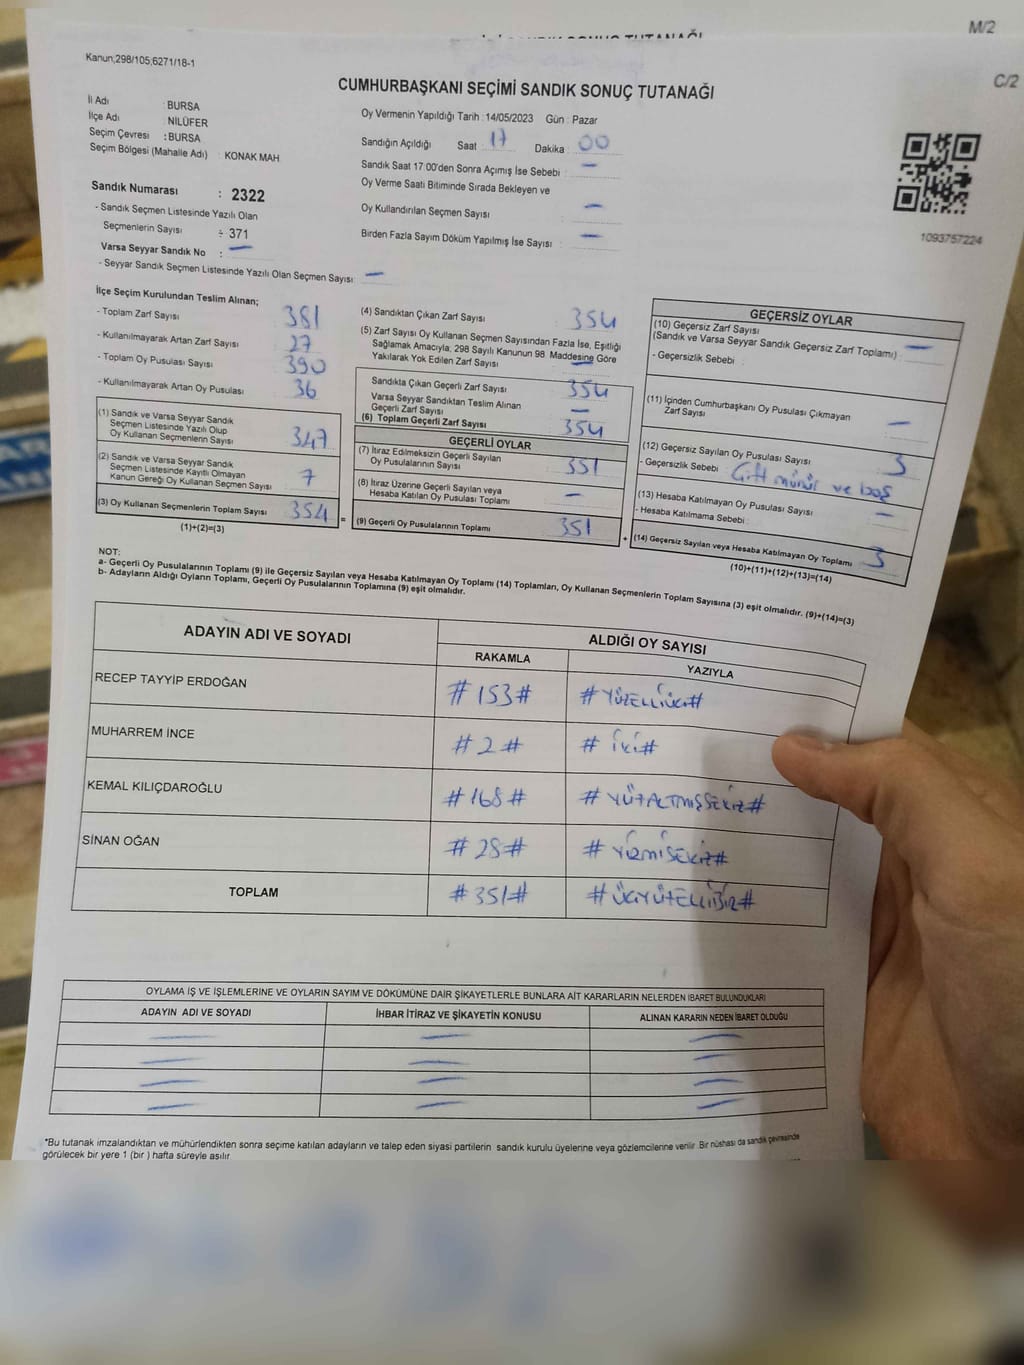 M/2
C/2
Kanun;298/105;6271/18-1
CUMHURBAŞKANI SEÇİMİ SANDIK SONUÇ TUTANAĞI
İl Adı : BURSA
İlçe Adı : NİLÜFER
Seçim Çevresi : BURSA
Seçim Bölgesi (Mahalle Adı) : KONAK MAH
Sandık Numarası : 2322
- Sandık Seçmen Listesinde Yazılı Olan
Seçmenlerin Sayısı : 371
Varsa Seyyar Sandık No : –
- Seyyar Sandık Seçmen Listesinde Yazılı Olan Seçmen Sayısı : –
Oy Vermenin Yapıldığı Tarih : 14/05/2023 Gün : Pazar
Sandığın Açıldığı Saat : 17 Dakika : 00
Sandık Saat 17:00'den Sonra Açımış İse Sebebi : –
Oy Verme Saati Bitiminde Sırada Bekleyen ve
Oy Kullandırılan Seçmen Sayısı : –
Birden Fazla Sayım Döküm Yapılmış İse Sayısı : –
1093757224
İlçe Seçim Kurulundan Teslim Alınan;
- Toplam Zarf Sayısı : 381
- Kullanılmayarak Artan Zarf Sayısı : 27
- Toplam Oy Pusulası Sayısı : 390
- Kullanılmayarak Artan Oy Pusulası : 36
(1) Sandık ve Varsa Seyyar Sandık
Seçmen Listesinde Yazılı Olup
Oy Kullanan Seçmenlerin Sayısı 347
(2) Sandık ve Varsa Seyyar Sandık
Seçmen Listesinde Kayıtlı Olmayan
Kanun Gereği Oy Kullanan Seçmen Sayısı 7
(3) Oy Kullanan Seçmenlerin Toplam Sayısı 354 =
(1)+(2)=(3)
(4) Sandıktan Çıkan Zarf Sayısı 354
(5) Zarf Sayısı Oy Kullanan Seçmen Sayısından Fazla İse, Eşitliği
Sağlamak Amacıyla, 298 Sayılı Kanunun 98. Maddesine Göre
Yakılarak Yok Edilen Zarf Sayısı –
Sandıkta Çıkan Geçerli Zarf Sayısı 354
Varsa Seyyar Sandıktan Teslim Alınan
Geçerli Zarf Sayısı –
(6) Toplam Geçerli Zarf Sayısı 354
GEÇERLİ OYLAR
(7) İtiraz Edilmeksizin Geçerli Sayılan
Oy Pusulalarının Sayısı 351
(8) İtiraz Üzerine Geçerli Sayılan veya
Hesaba Katılan Oy Pusulası Toplamı –
(9) Geçerli Oy Pusulalarının Toplamı 351 +
GEÇERSİZ OYLAR
(10) Geçersiz Zarf Sayısı
(Sandık ve Varsa Seyyar Sandık Geçersiz Zarf Toplamı) –
- Geçersizlik Sebebi :
(11) İçinden Cumhurbaşkanı Oy Pusulası Çıkmayan
Zarf Sayısı –
(12) Geçersiz Sayılan Oy Pusulası Sayısı 3
- Geçersizlik Sebebi : Çift mühür ve boş
(13) Hesaba Katılmayan Oy Pusulası Sayısı –
- Hesaba Katılmama Sebebi :
(14) Geçersiz Sayılan veya Hesaba Katılmayan Oy Toplamı 3
(10)+(11)+(12)+(13)=(14)
NOT:
a- Geçerli Oy Pusulalarının Toplamı (9) ile Geçersiz Sayılan veya Hesaba Katılmayan Oy Toplamı (14) Toplamları, Oy Kullanan Seçmenlerin Toplam Sayısına (3) eşit olmalıdır. (9)+(14)=(3)
b- Adayların Aldığı Oyların Toplamı, Geçerli Oy Pusulalarının Toplamına (9) eşit olmalıdır.
ADAYIN ADI VE SOYADI ALDIĞI OY SAYISI
RAKAMLA YAZIYLA
RECEP TAYYİP ERDOĞAN #153# #YÜZELLİÜÇ#
MUHARREM İNCE #2# #İKİ#
KEMAL KILIÇDAROĞLU #168# #YÜZALTMIŞSEKİZ#
SİNAN OĞAN #28# #YİRMİSEKİZ#
TOPLAM #351# #ÜÇYÜZELLİBİR#
OYLAMA İŞ VE İŞLEMLERİNE VE OYLARIN SAYIM VE DÖKÜMÜNE DAİR ŞİKAYETLERLE BUNLARA AİT KARARLARIN NELERDEN İBARET BULUNDUKLARI
ADAYIN ADI VE SOYADI İHBAR İTİRAZ VE ŞİKAYETİN KONUSU ALINAN KARARIN NEDEN İBARET OLDUĞU
– – –
– – –
– – –
– – –
*Bu tutanak imzalandıktan ve mühürlendikten sonra seçime katılan adayların ve talep eden siyasi partilerin sandık kurulu üyelerine veya gözlemcilerine verilir. Bir nüshası da sandık çevresinde
görülecek bir yere 1 (bir ) hafta süreyle asılır.